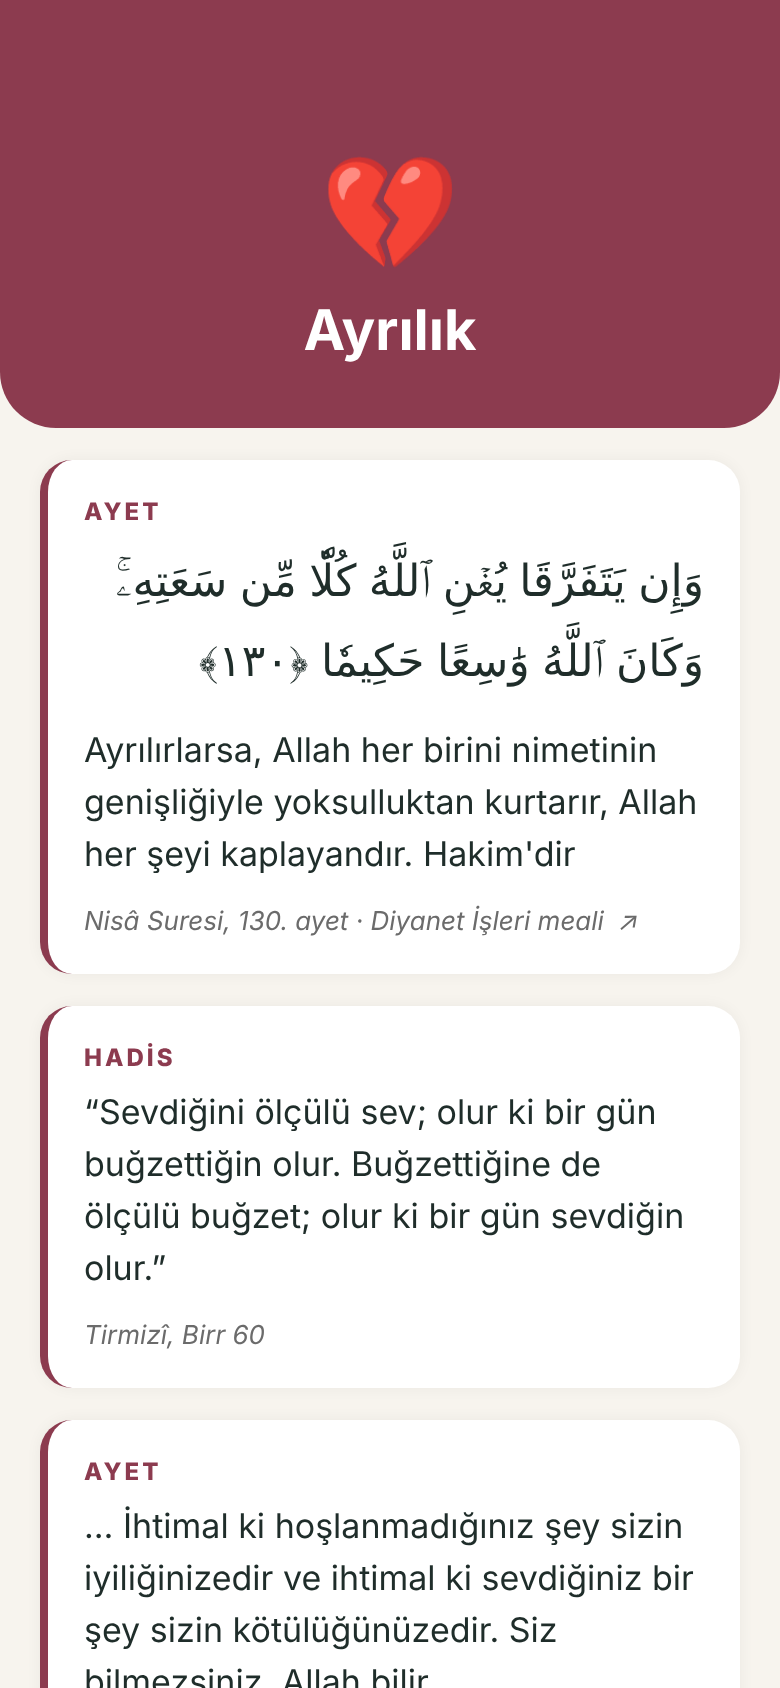 Ayrılık
AYET
وَإِن يَتَفَرَّقَا يُغۡنِ ٱللَّهُ كُلّٗا مِّن سَعَتِهِۦۚ
وَكَانَ ٱللَّهُ وَٰسِعًا حَكِيمٗا ﴿١٣٠﴾
Ayrılırlarsa, Allah her birini nimetinin
genişliğiyle yoksulluktan kurtarır, Allah
her şeyi kaplayandır. Hakim'dir
Nisâ Suresi, 130. ayet · Diyanet İşleri meali ↗
HADİS
“Sevdiğini ölçülü sev; olur ki bir gün
buğzettiğin olur. Buğzettiğine de
ölçülü buğzet; olur ki bir gün sevdiğin
olur.”
Tirmizî, Birr 60
AYET
... İhtimal ki hoşlanmadığınız şey sizin
iyiliğinizedir ve ihtimal ki sevdiğiniz bir
şey sizin kötülüğünüzedir. Siz
bilmezsiniz, Allah bilir.